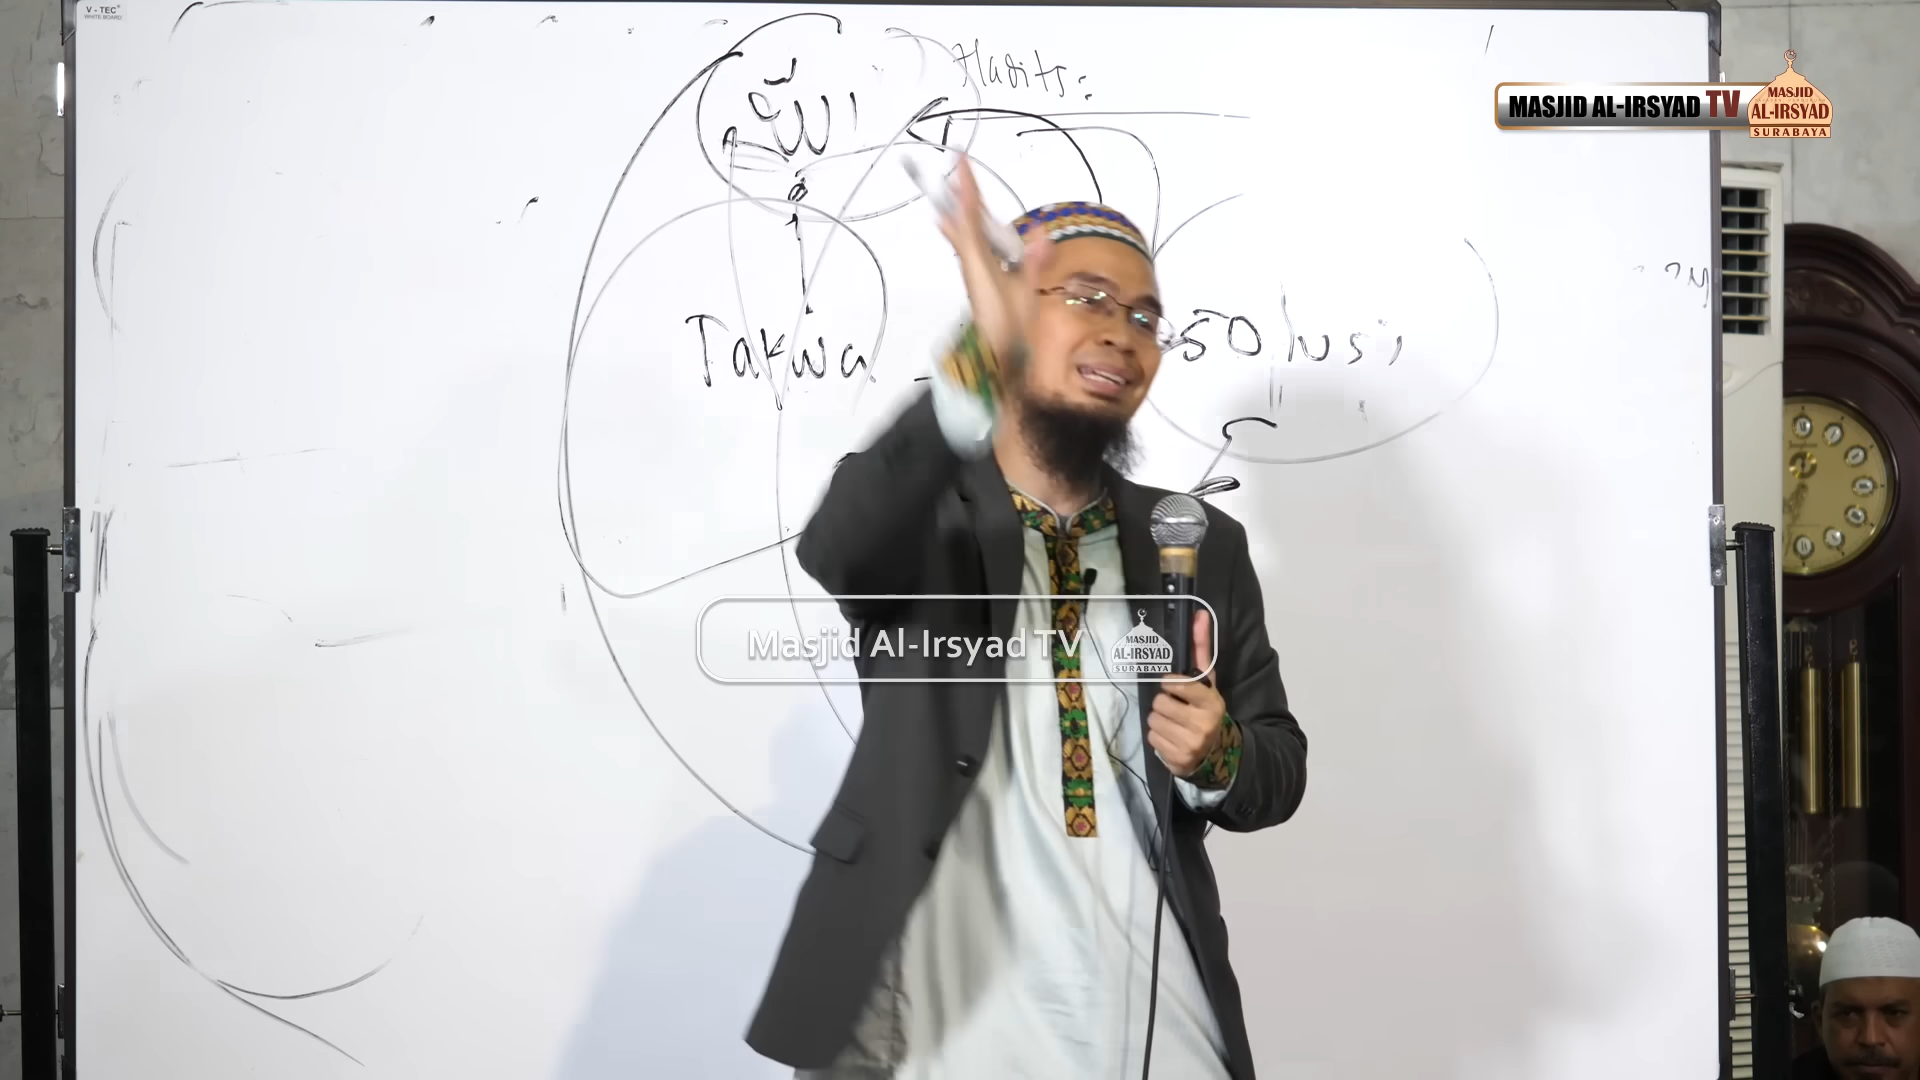 V-TEC
WHITE BOARD
Hadits:
الله
MASJID AL-IRSYAD TV
MASJID
AL-IRSYAD
SURABAYA
Takwa
Solusi
Masjid Al-Irsyad TV
MASJID
AL-IRSYAD
SURABAYA